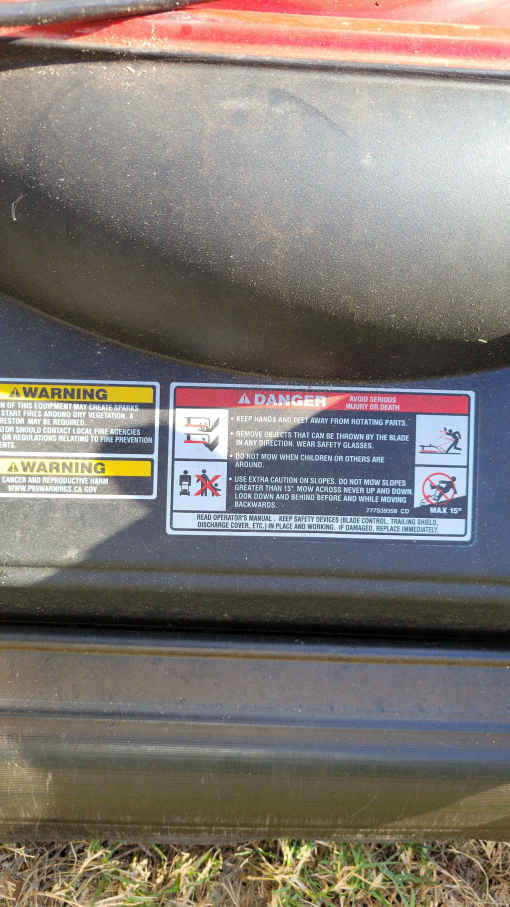 WARNING
N OF THIS EQUIPMENT MAY CREATE SPARKS
START FIRES AROUND DRY VEGETATION. A
RESTOR MAY BE REQUIRED.
TOR SHOULD CONTACT LOCAL FIRE AGENCIES
OR REGULATIONS RELATING TO FIRE PREVENTION
ENTS.
WARNING
CANCER AND REPRODUCTIVE HARM
WWW.P65WARNINGS.CA.GOV
DANGER AVOID SERIOUS
INJURY OR DEATH
• KEEP HANDS AND FEET AWAY FROM ROTATING PARTS.
• REMOVE OBJECTS THAT CAN BE THROWN BY THE BLADE
IN ANY DIRECTION. WEAR SAFETY GLASSES.
• DO NOT MOW WHEN CHILDREN OR OTHERS ARE
AROUND.
• USE EXTRA CAUTION ON SLOPES. DO NOT MOW SLOPES
GREATER THAN 15° MOW ACROSS NEVER UP AND DOWN.
LOOK DOWN AND BEHIND BEFORE AND WHILE MOVING
BACKWARDS.
CD MAX 15°
READ OPERATOR'S MANUAL. KEEP SAFETY DEVICES (BLADE CONTROL, TRAILING SHIELD,
DISCHARGE COVER, ETC.) IN PLACE AND WORKING. IF DAMAGED, REPLACE IMMEDIATELY.